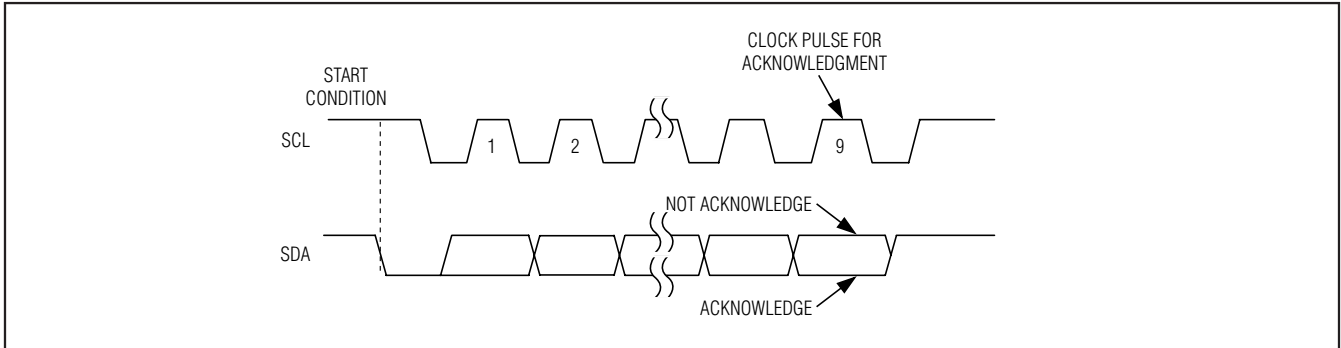 CLOCK PULSE FOR
ACKNOWLEDGMENT
START
CONDITION
SCL
1
2
9
NOT ACKNOWLEDGE
SDA
ACKNOWLEDGE